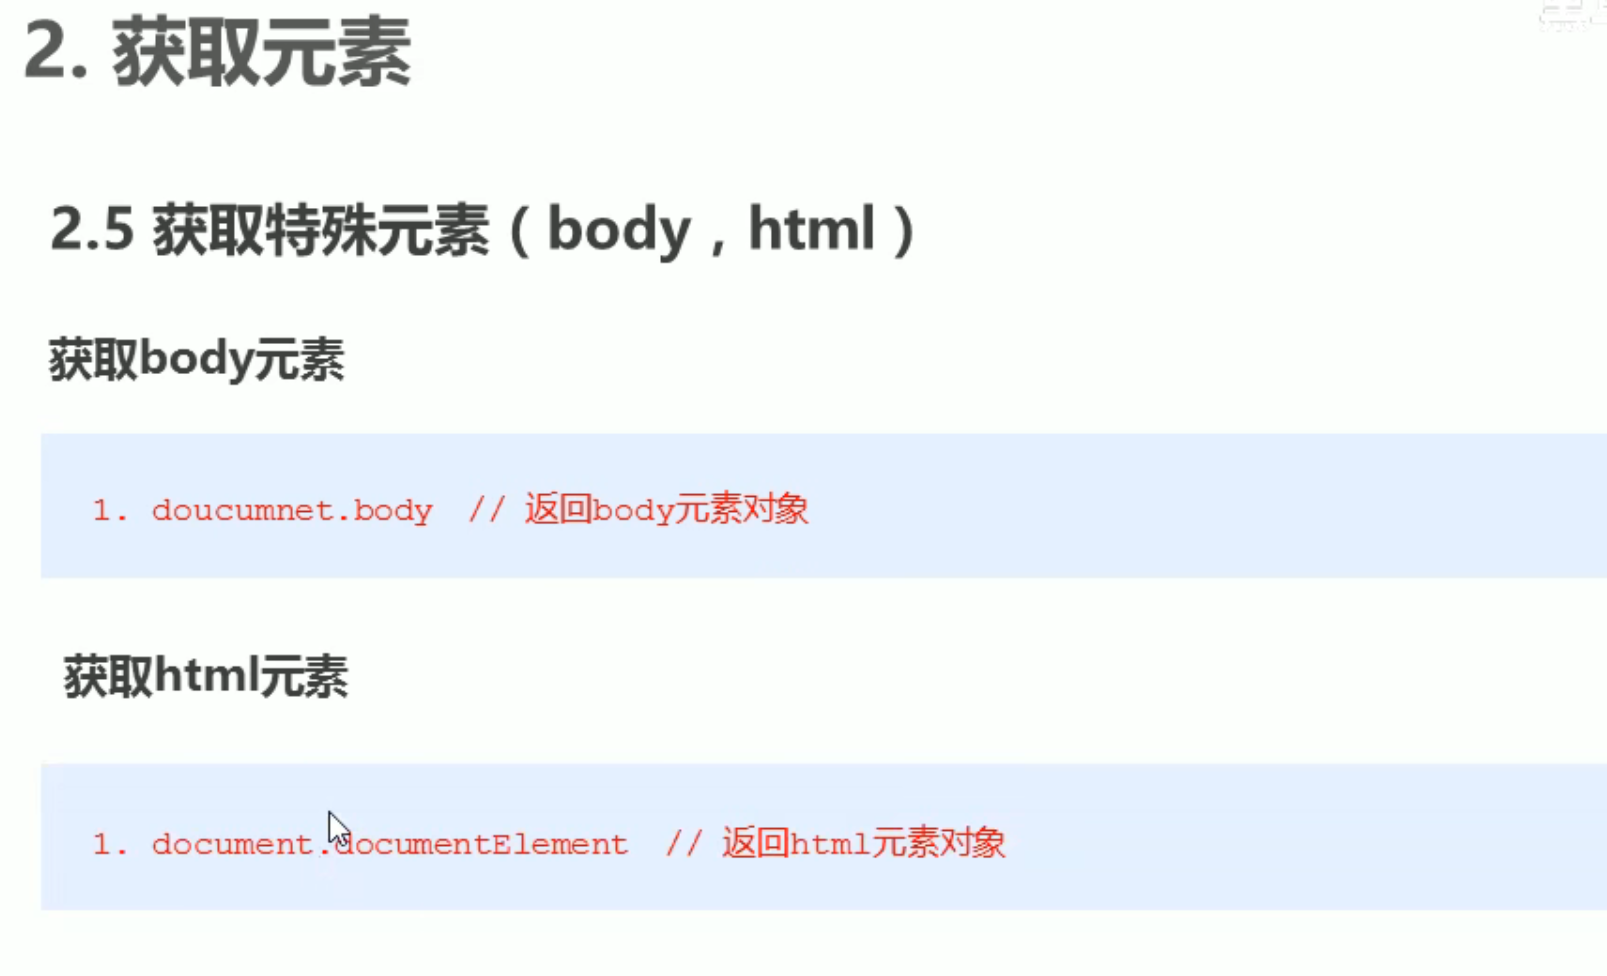 2. 获取元素
2.5 获取特殊元素（body，html）
获取body元素
1. doucumnet.body // 返回body元素对象
获取html元素
1. document.documentElement // 返回html元素对象